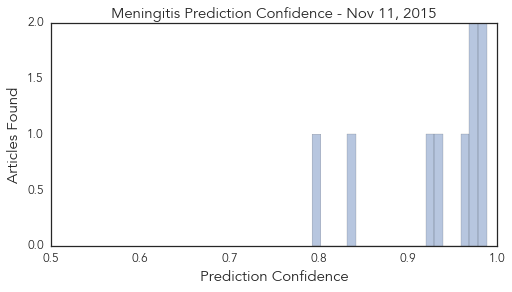 Meningitis Prediction Confidence - Nov 11, 2015
Articles Found
2.0
1.5
1.0
0.5
0.0
0.5 0.6 0.7 0.8 0.9 1.0
Prediction Confidence